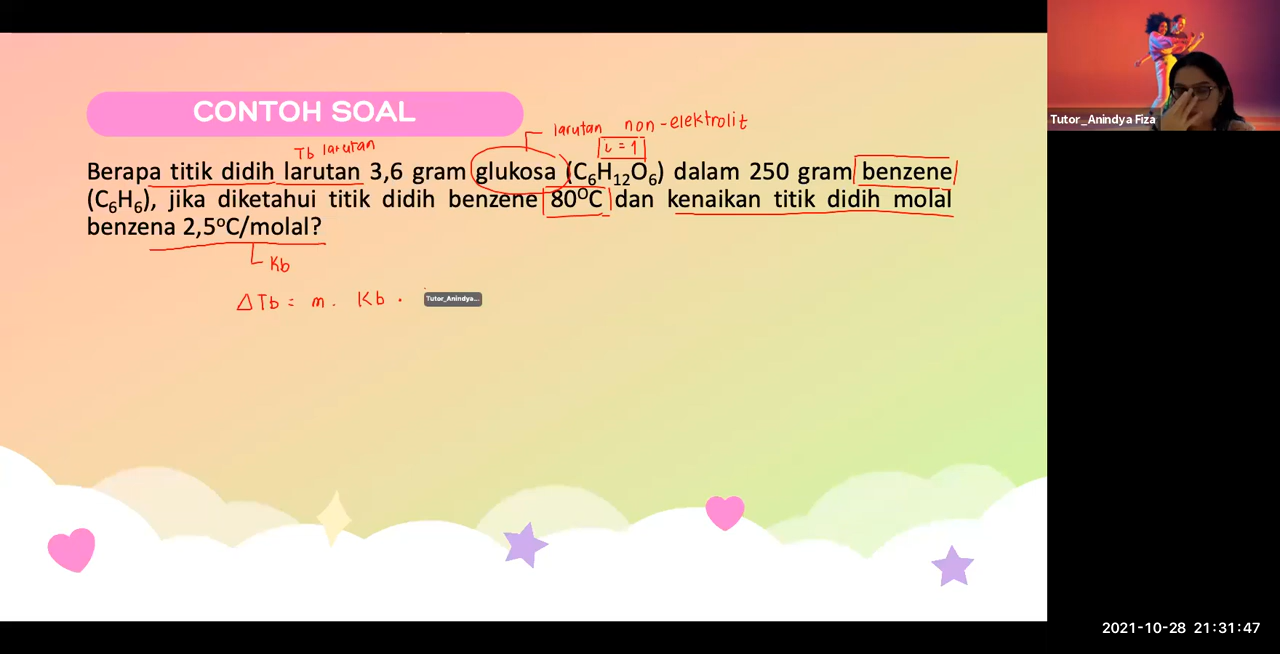 CONTOH SOAL
larutan non-elektrolit
i = 1
Tb larutan
Berapa titik didih larutan 3,6 gram glukosa (C₆H₁₂O₆) dalam 250 gram benzene
(C₆H₆), jika diketahui titik didih benzene 80⁰C dan kenaikan titik didih molal
benzena 2,5⁰C/molal?
Kb
ΔTb = m. Kb .
Tutor_Anindya...
Tutor_Anindya Fiza
2021-10-28 21:31:47